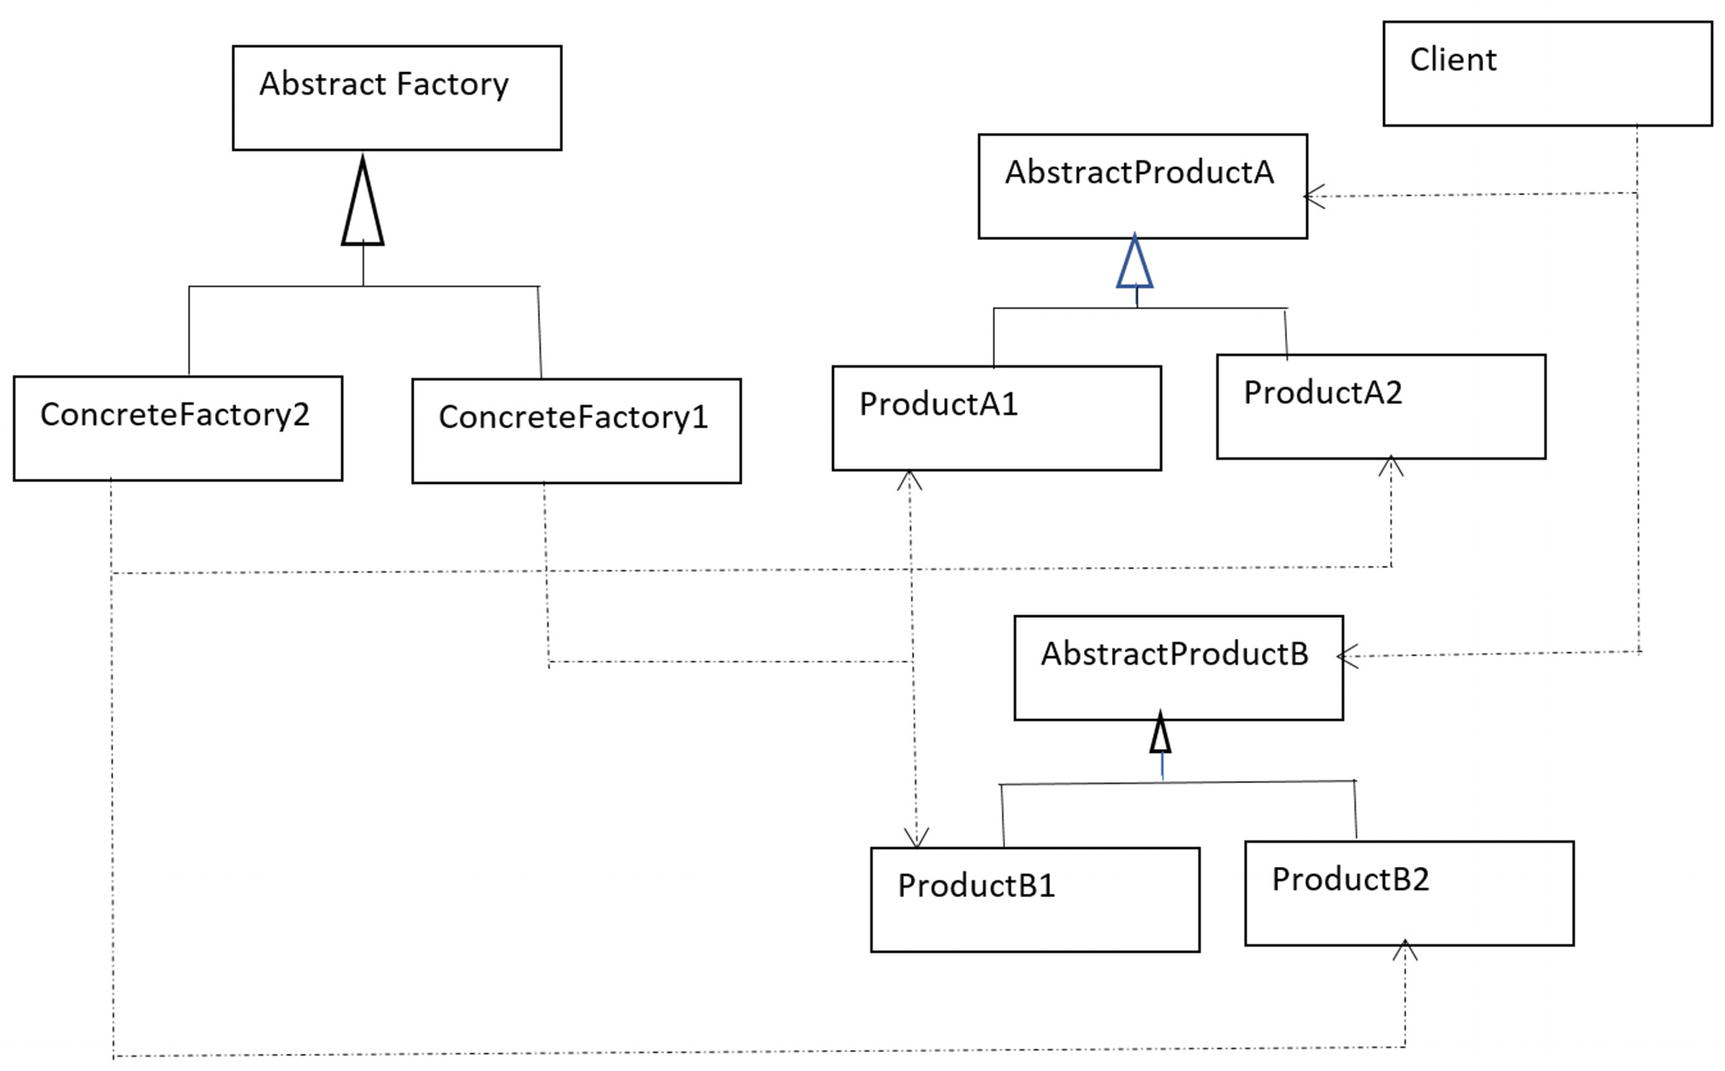 Client
Abstract Factory
AbstractProductA
ProductA2
ProductA1
ConcreteFactory2
ConcreteFactory1
AbstractProductB
ProductB2
ProductB1